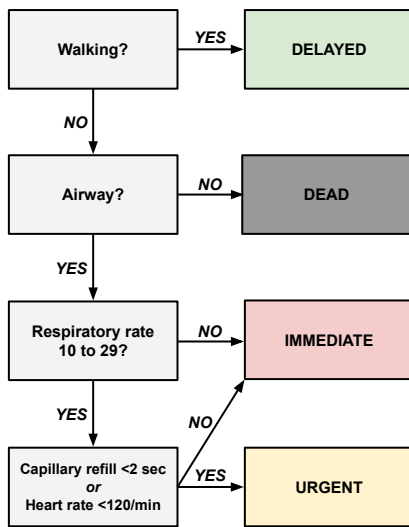 Walking?
YES
DELAYED
NO
Airway?
NO
DEAD
YES
Respiratory rate
10 to 29?
NO
IMMEDIATE
YES
NO
Capillary refill <2 sec
or
Heart rate <120/min
YES
URGENT